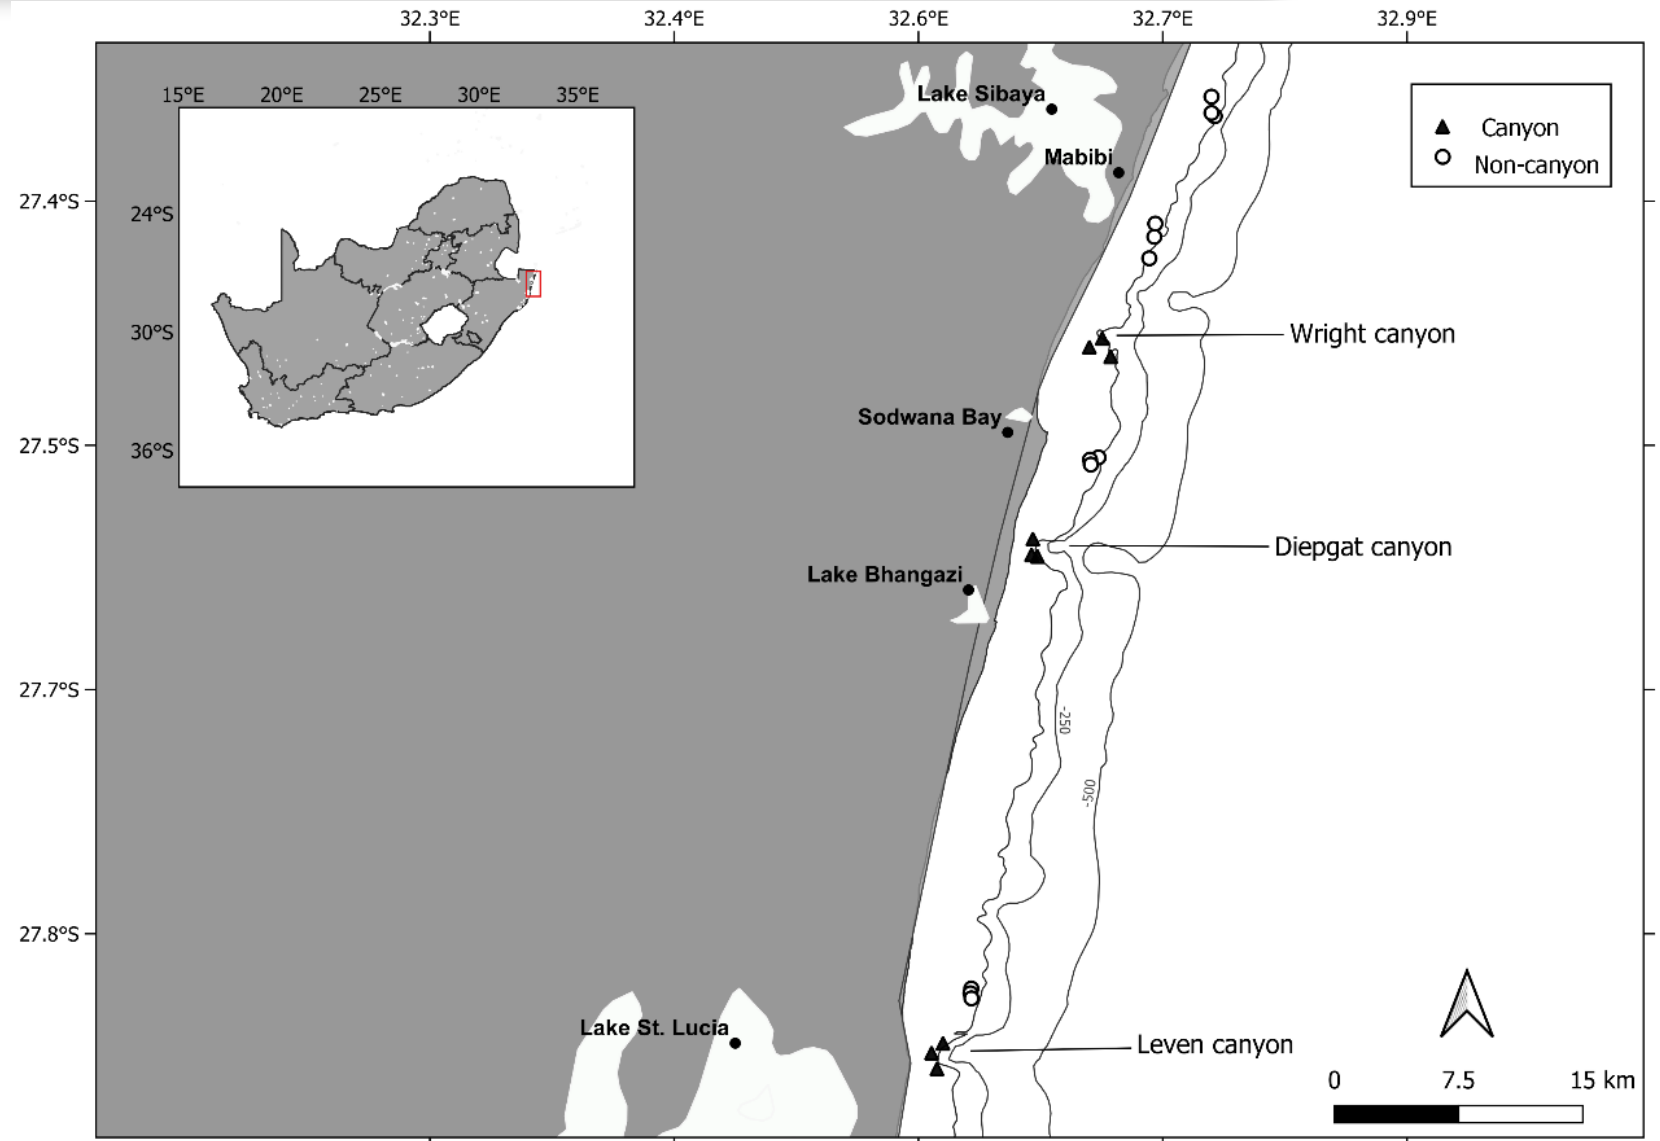 32.3°E 32.4°E 32.6°E 32.7°E 32.9°E
15°E 20°E 25°E 30°E 35°E
24°S
30°S
36°S
27.4°S
27.5°S
27.7°S
27.8°S
Lake Sibaya
Mabibi
Canyon
Non-canyon
Wright canyon
Sodwana Bay
Diepgat canyon
Lake Bhangazi
-250
-500
Lake St. Lucia
Leven canyon
0 7.5 15 km